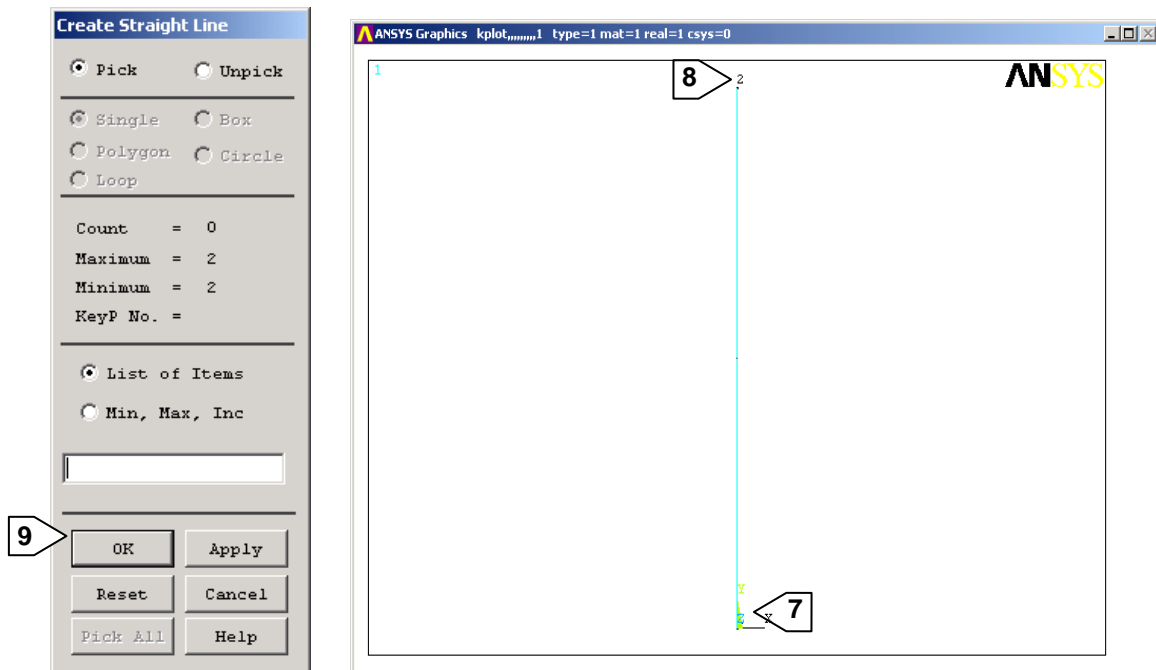 Create Straight Line
Pick Unpick
Single Box
Polygon Circle
Loop
Count = 0
Maximum = 2
Minimum = 2
KeyP No. =
List of Items
Min, Max, Inc
9
OK Apply
Reset Cancel
Pick All Help
ANSYS Graphics kplot,,,,,,,,,1 type=1 mat=1 real=1 csys=0
1
ANSYS
8
2
Y
Z
X
7